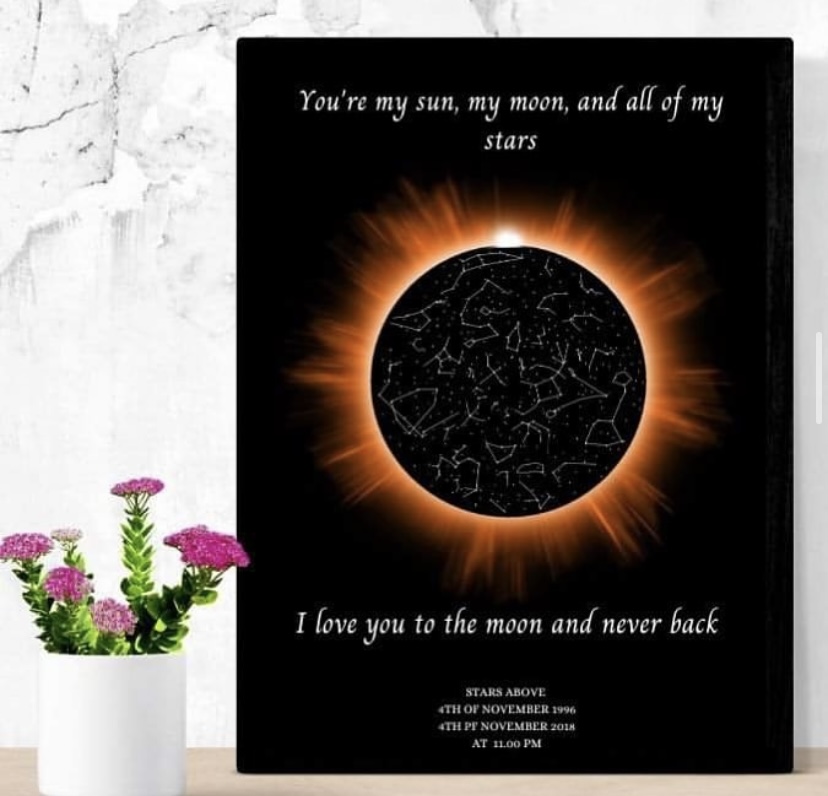 You're my sun, my moon, and all of my
stars
I love you to the moon and never back
STARS ABOVE
4TH OF NOVEMBER 1996
4TH PF NOVEMBER 2018
AT 11.00 PM